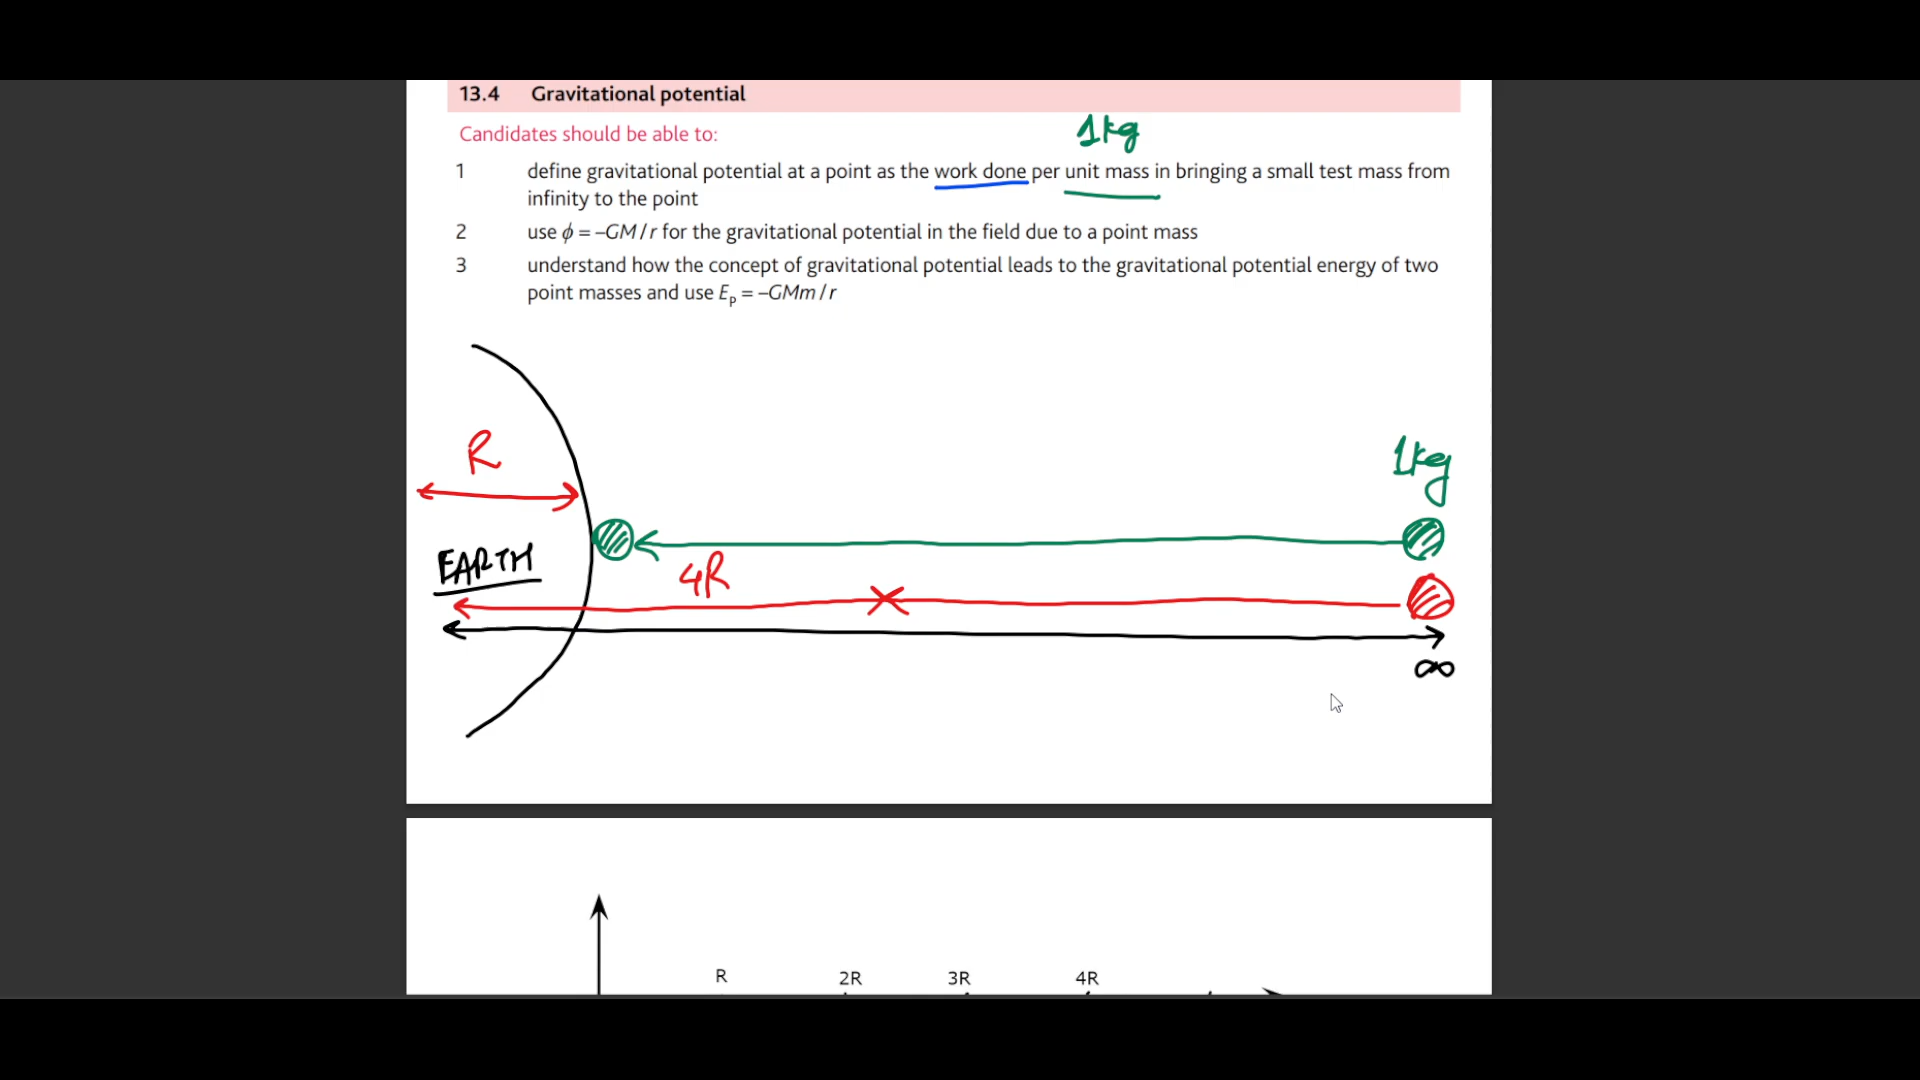 13.4 Gravitational potential
Candidates should be able to:
1kg
1 define gravitational potential at a point as the work done per unit mass in bringing a small test mass from
infinity to the point
2 use ϕ = –GM / r for the gravitational potential in the field due to a point mass
3 understand how the concept of gravitational potential leads to the gravitational potential energy of two
point masses and use Eₚ = –GMm / r
R
1kg
EARTH
4R
∞
R 2R 3R 4R